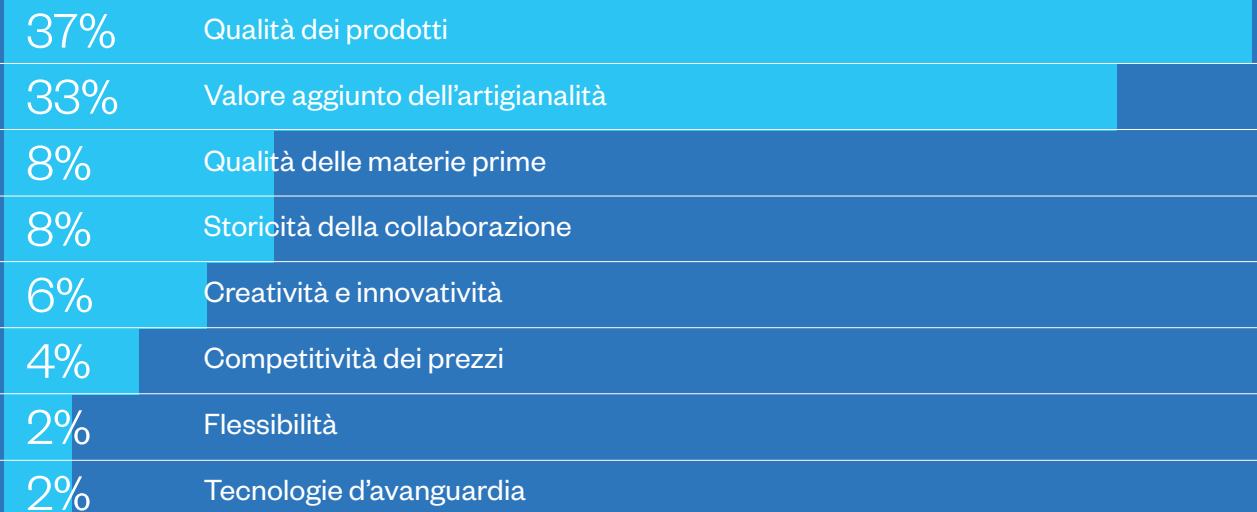 37% Qualità dei prodotti
33% Valore aggiunto dell’artigianalità
8% Qualità delle materie prime
8% Storicità della collaborazione
6% Creatività e innovatività
4% Competitività dei prezzi
2% Flessibilità
2% Tecnologie d’avanguardia